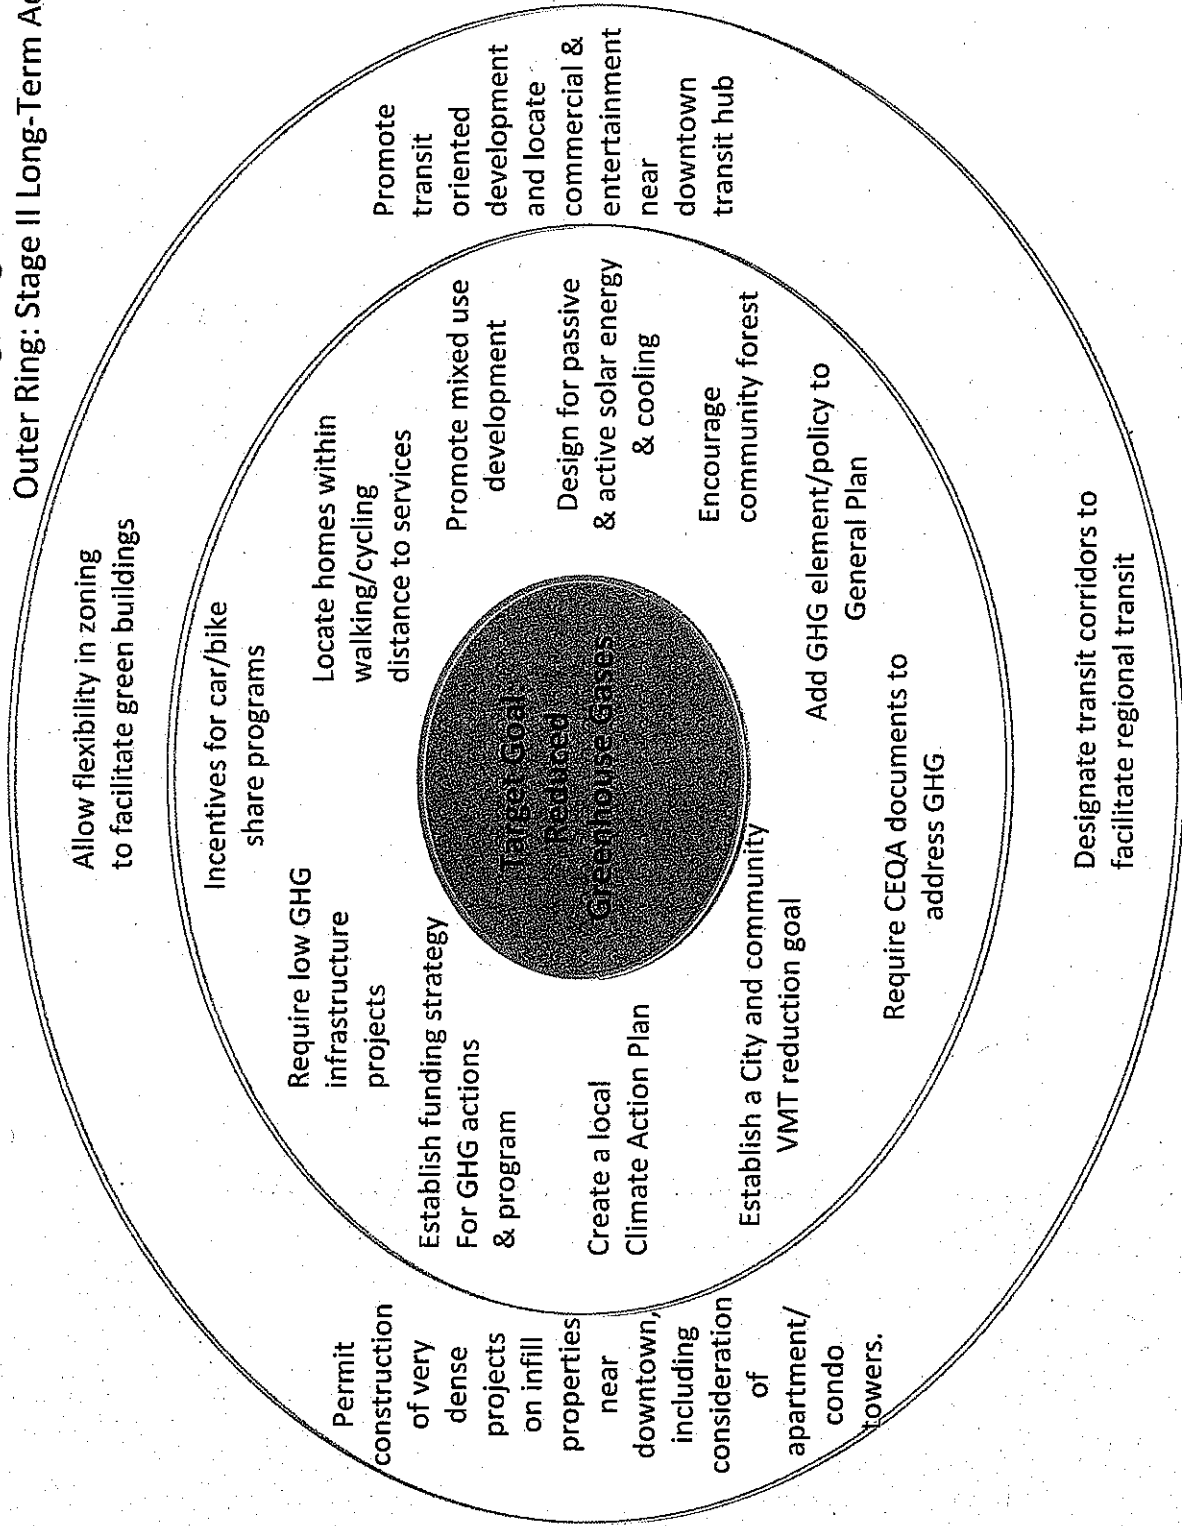 Outer Ring: Stage II Long-Term
Allow flexibility in zoning
to facilitate green buildings
Incentives for car/bike
share programs
Require low GHG
infrastructure
projects
Locate homes within
walking/cycling
distance to services
Establish funding strategy
For GHG actions
& program
Promote mixed use
development
Target Goal
Reduced
Greenhouse Gases
Design for passive
& active solar energy
& cooling
Create a local
Climate Action Plan
Encourage
community forest
Establish a City and community
VMT reduction goal
Add GHG element/policy to
General Plan
Require CEQA documents to
address GHG
Permit
construction
of very
dense
projects
on infill
properties
near
downtown,
including
consideration
of
apartment/
condo
towers.
Promote
transit
oriented
development
and locate
commercial &
entertainment
near
downtown
transit hub
Designate transit corridors to
facilitate regional transit